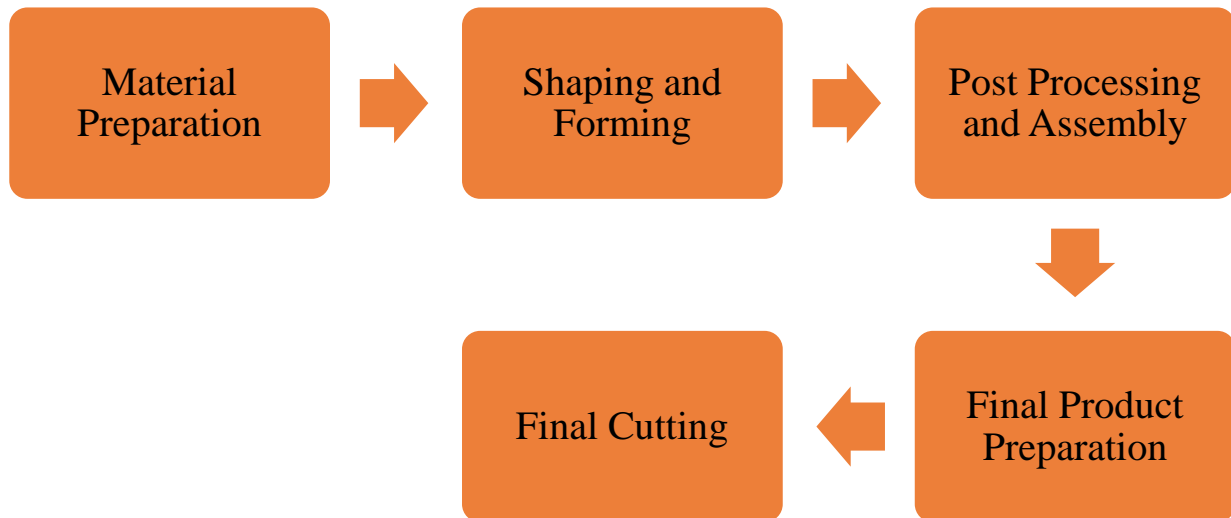 Material
Preparation
Shaping and
Forming
Post Processing
and Assembly
Final Product
Preparation
Final Cutting